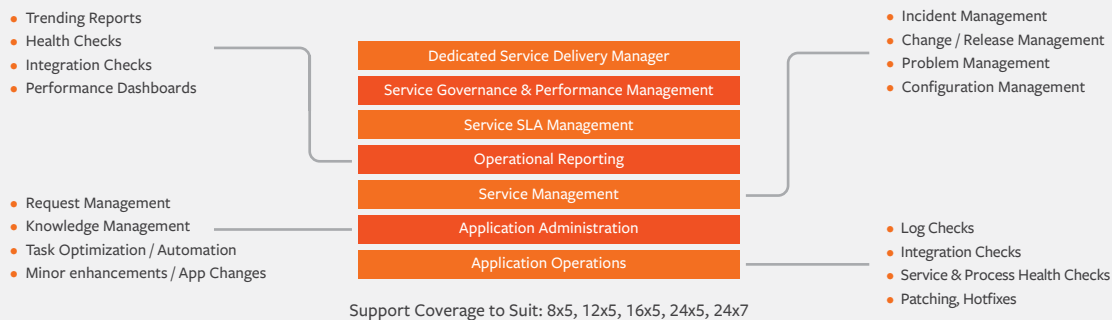 Trending Reports
Health Checks
Integration Checks
Performance Dashboards
Request Management
Knowledge Management
Task Optimization / Automation
Minor enhancements / App Changes
Dedicated Service Delivery Manager
Service Governance & Performance Management
Service SLA Management
Operational Reporting
Service Management
Application Administration
Application Operations
Support Coverage to Suit: 8x5, 12x5, 16x5, 24x5, 24x7
Incident Management
Change / Release Management
Problem Management
Configuration Management
Log Checks
Integration Checks
Service & Process Health Checks
Patching, Hotfixes